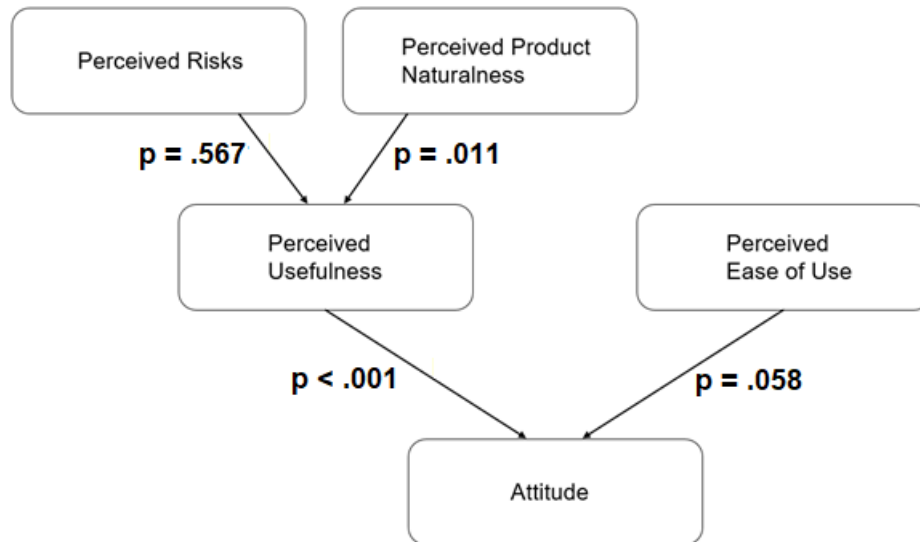 Perceived Risks
Perceived Product
Naturalness
p = .567
p = .011
Perceived
Usefulness
Perceived
Ease of Use
p < .001
p = .058
Attitude